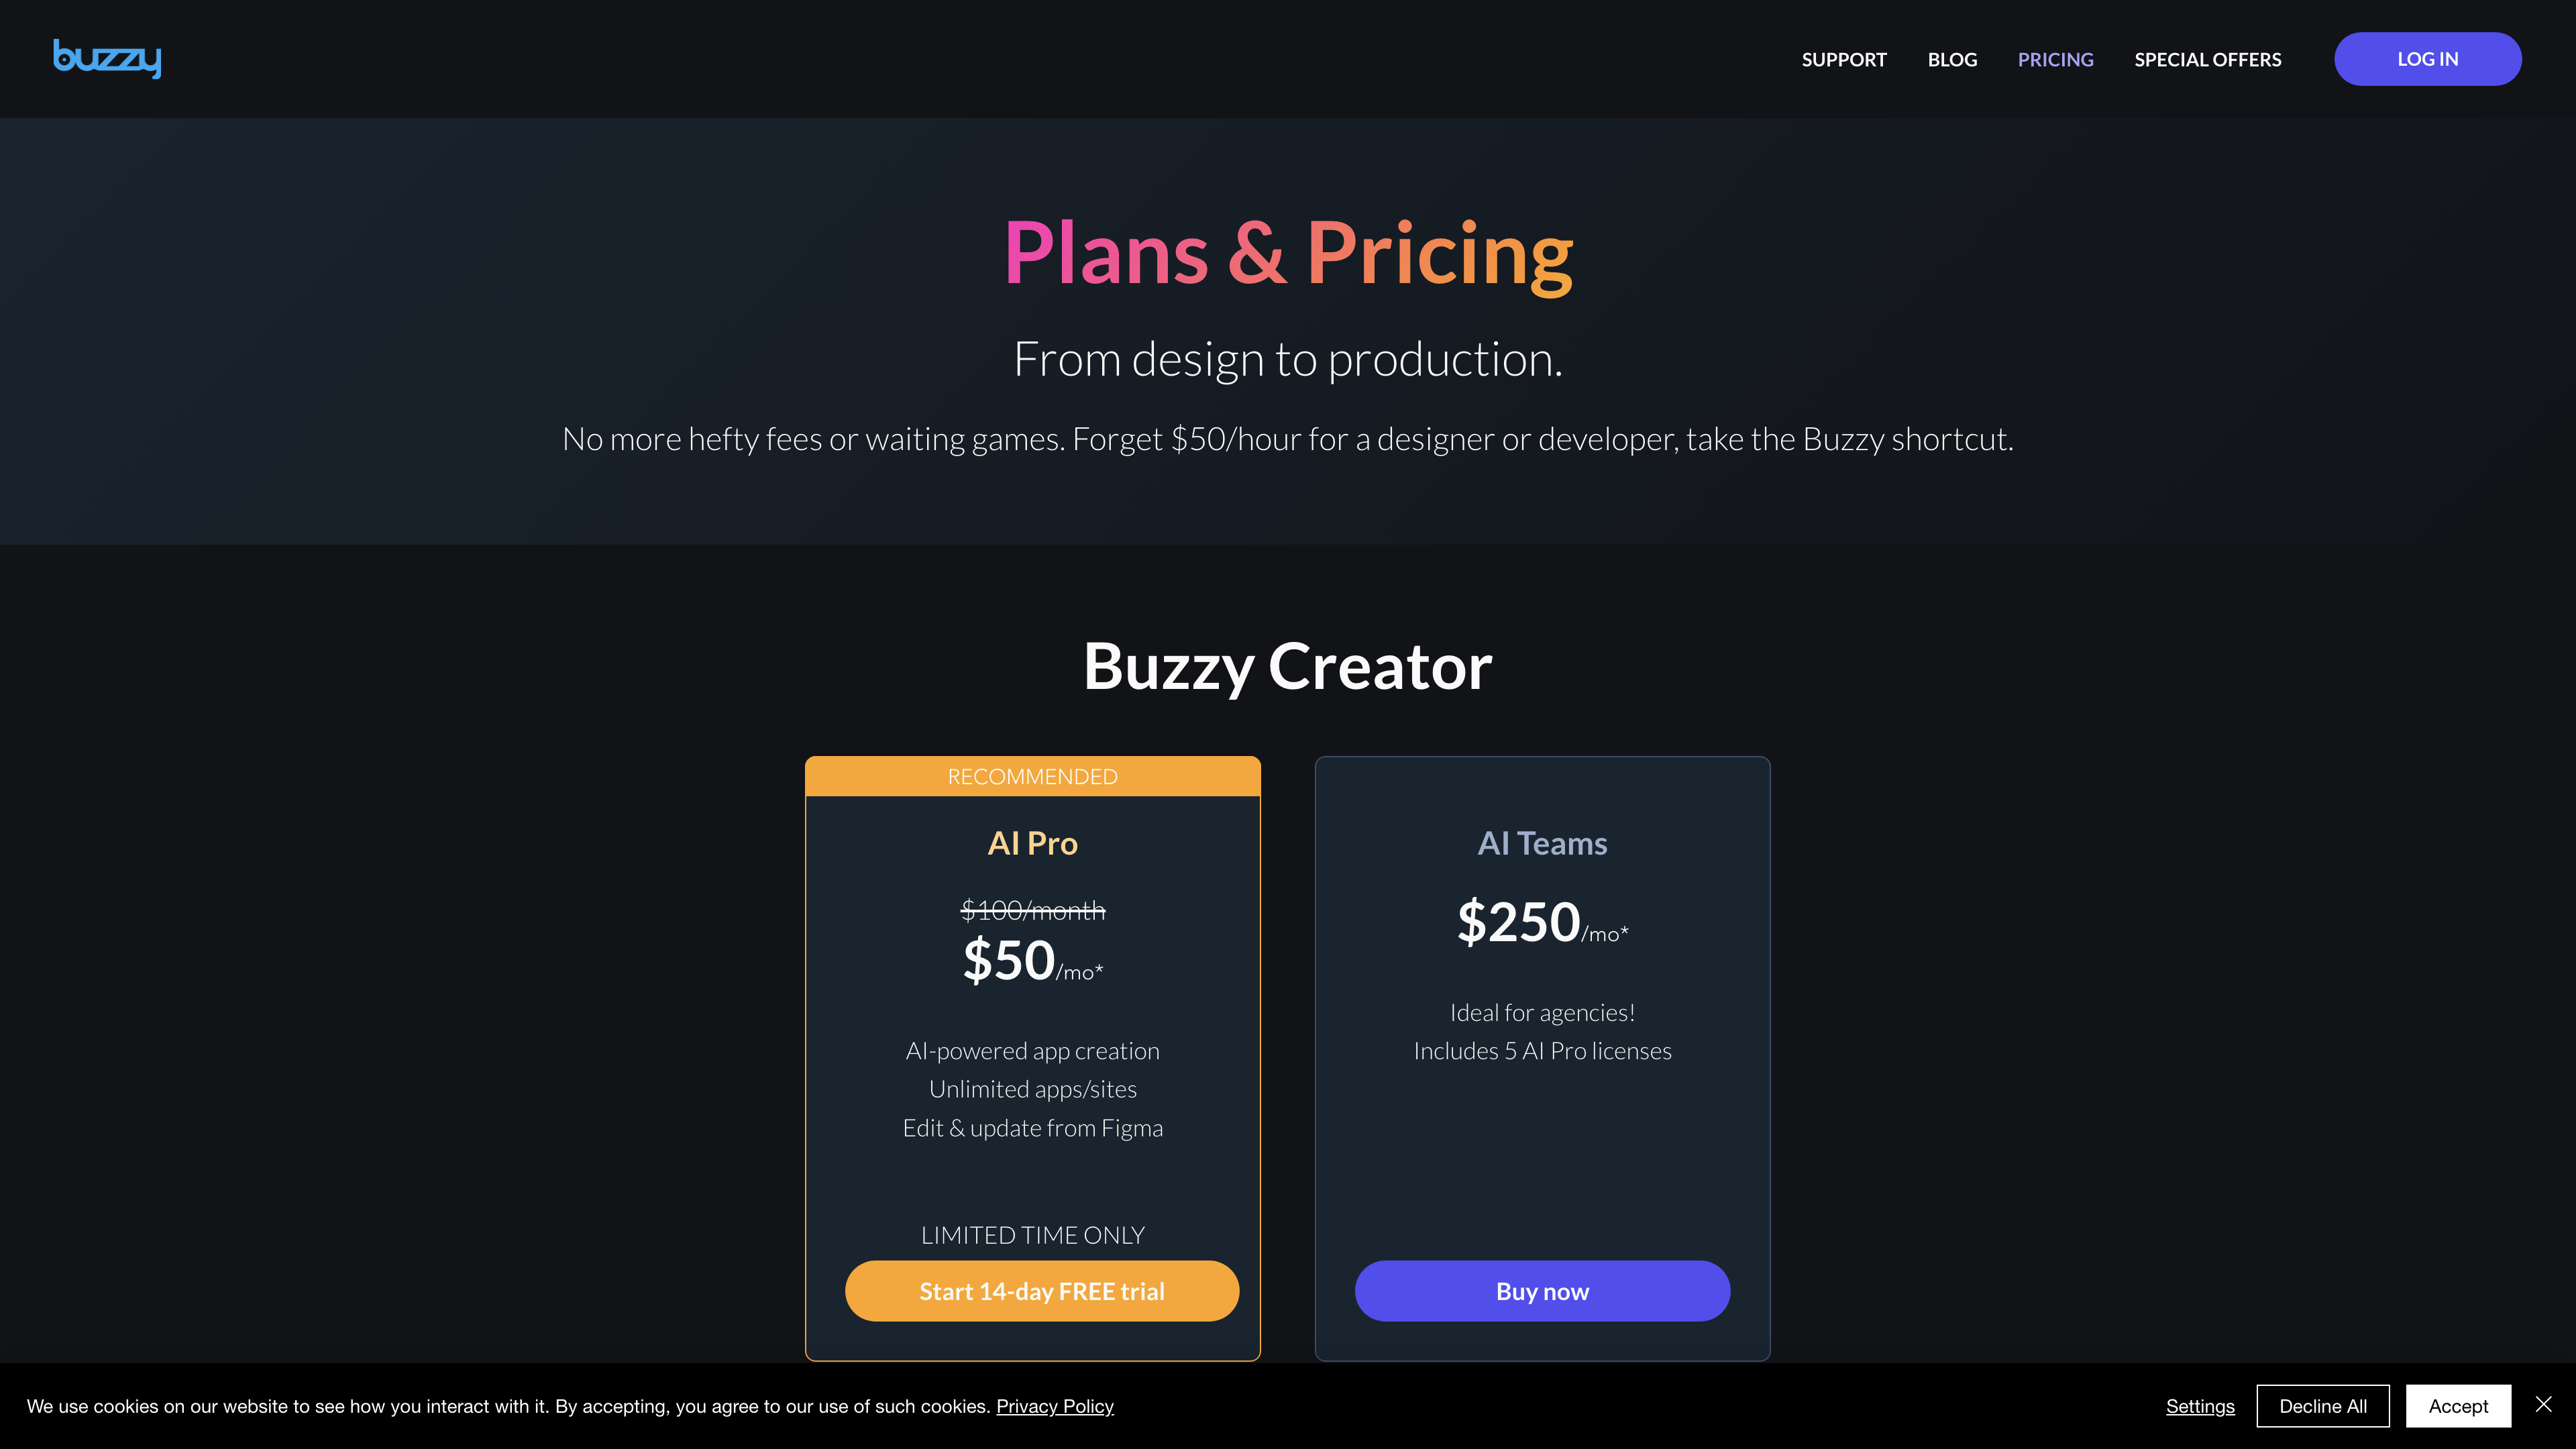 buzzy
SUPPORT
BLOG
PRICING
SPECIAL OFFERS
LOG IN
Plans & Pricing
From design to production.
No more hefty fees or waiting games. Forget $50/hour for a designer or developer, take the Buzzy shortcut.
Buzzy Creator
RECOMMENDED
AI Pro
$100/month
$50/mo*
AI-powered app creation
Unlimited apps/sites
Edit & update from Figma
LIMITED TIME ONLY
Start 14-day FREE trial
AI Teams
$250/mo*
Ideal for agencies!
Includes 5 AI Pro licenses
Buy now
We use cookies on our website to see how you interact with it. By accepting, you agree to our use of such cookies. Privacy Policy
Settings
Decline All
Accept